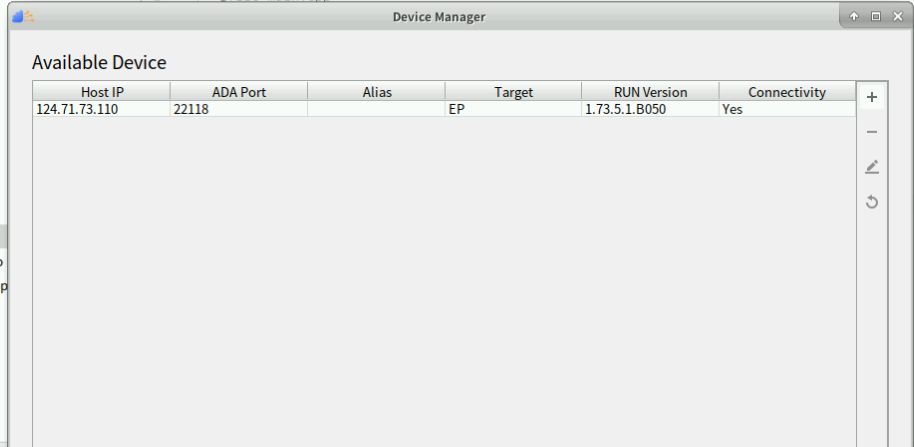 Device Manager
Available Device
Host IP ADA Port Alias Target RUN Version Connectivity
124.71.73.110 22118 EP 1.73.5.1.B050 Yes